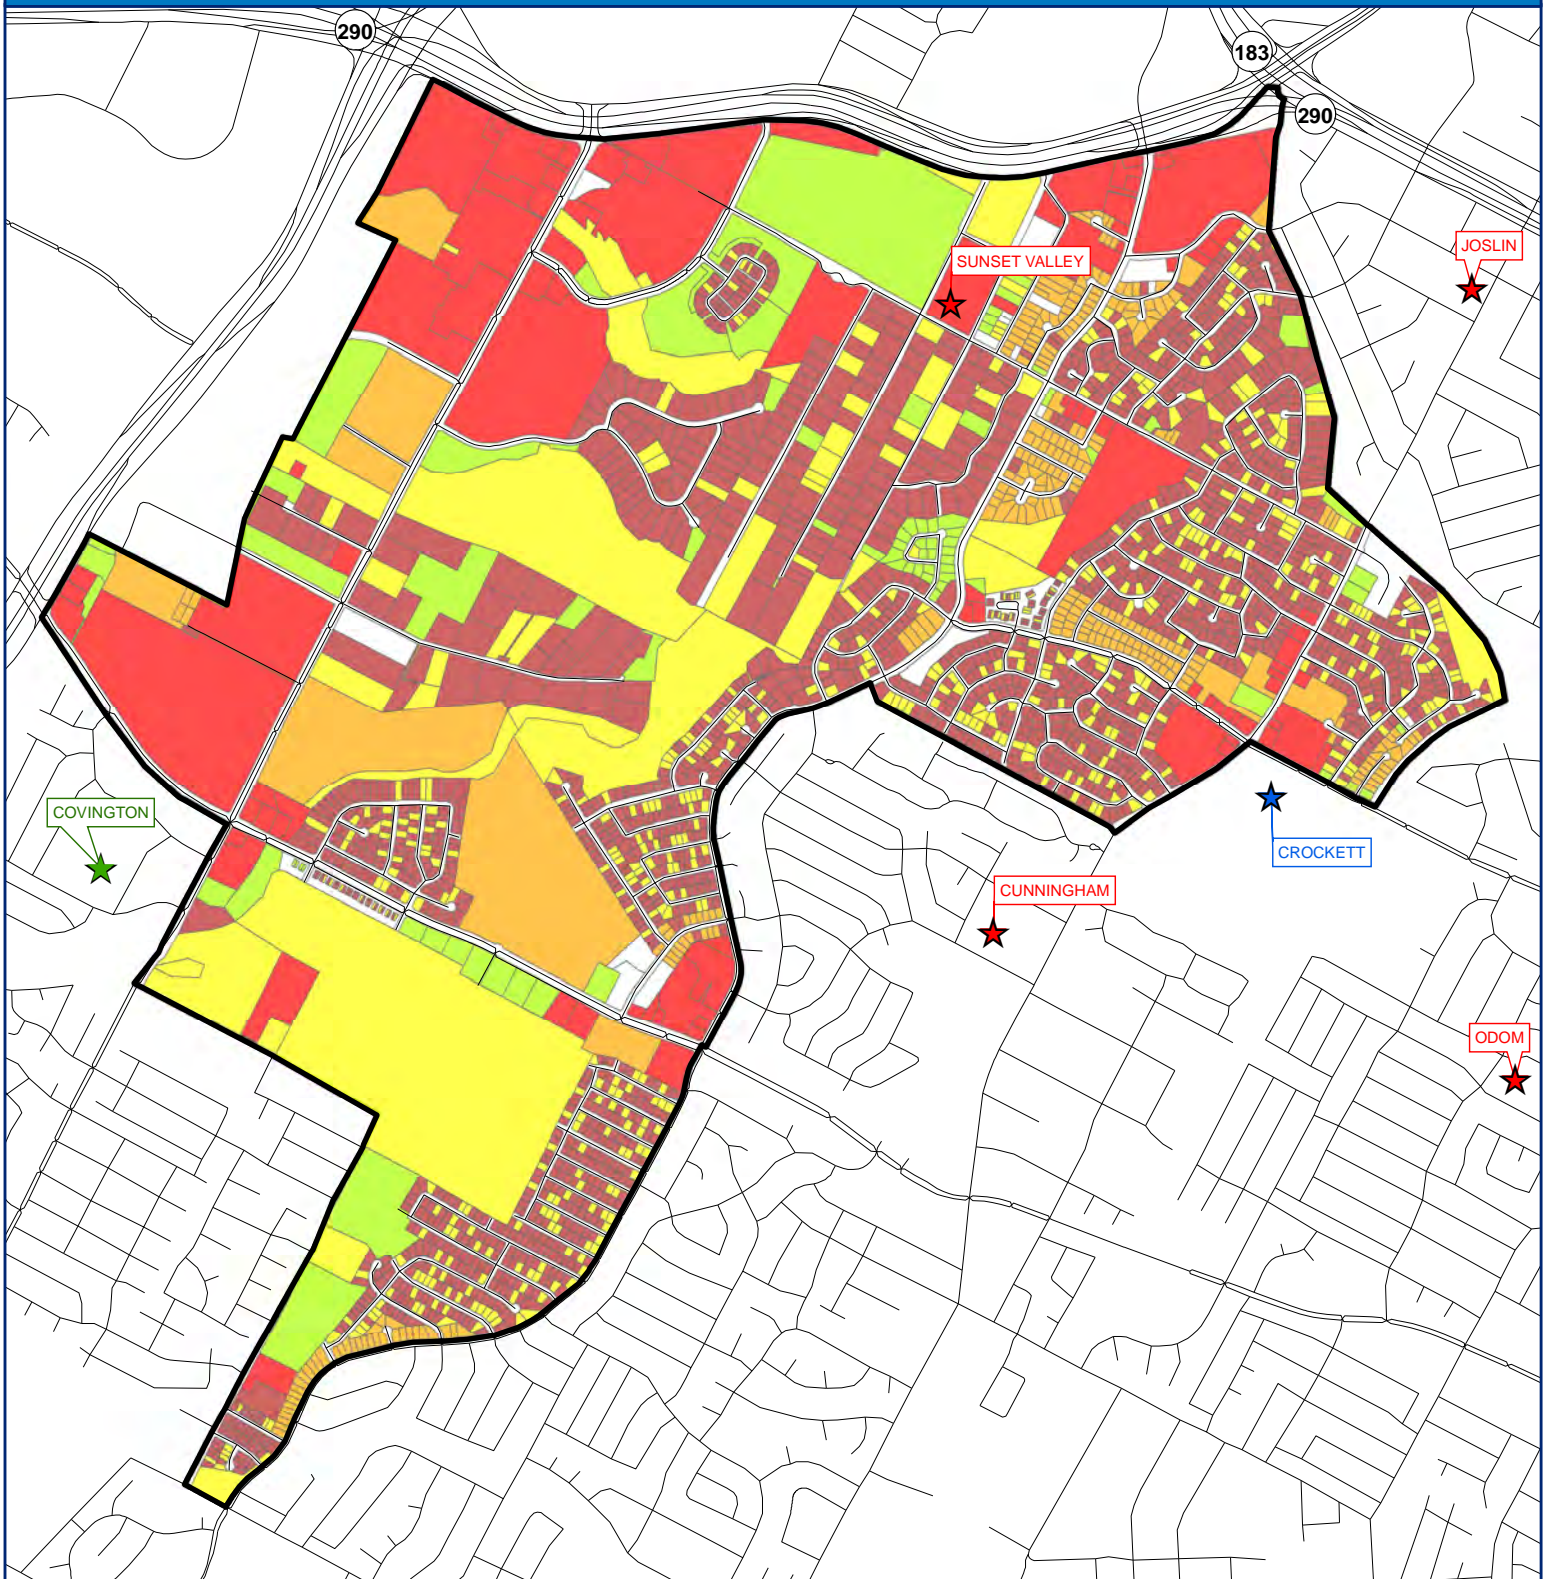 290
183
290
JOSLIN
SUNSET VALLEY
COVINGTON
CROCKETT
CUNNINGHAM
ODOM